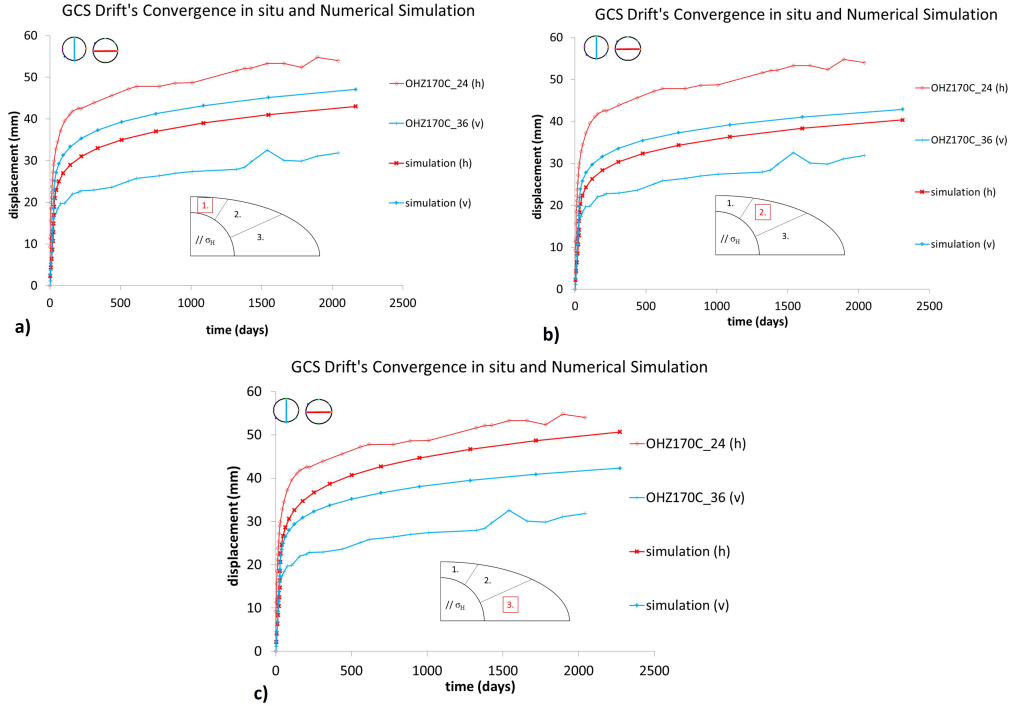 GCS Drift's Convergence in situ and Numerical Simulation
60
50
40
30
20
10
0
displacement (mm)
0 500 1000 1500 2000 2500
time (days)
OHZ170C_24 (h)
OHZ170C_36 (v)
simulation (h)
simulation (v)
1.
2.
3.
// σH
a)
GCS Drift's Convergence in situ and Numerical Simulation
60
50
40
30
20
10
0
displacement (mm)
0 500 1000 1500 2000 2500
time (days)
OHZ170C_24 (h)
OHZ170C_36 (v)
simulation (h)
simulation (v)
1.
2.
3.
// σH
b)
GCS Drift's Convergence in situ and Numerical Simulation
60
50
40
30
20
10
0
displacement (mm)
0 500 1000 1500 2000 2500
time (days)
OHZ170C_24 (h)
OHZ170C_36 (v)
simulation (h)
simulation (v)
1.
2.
3.
// σH
c)